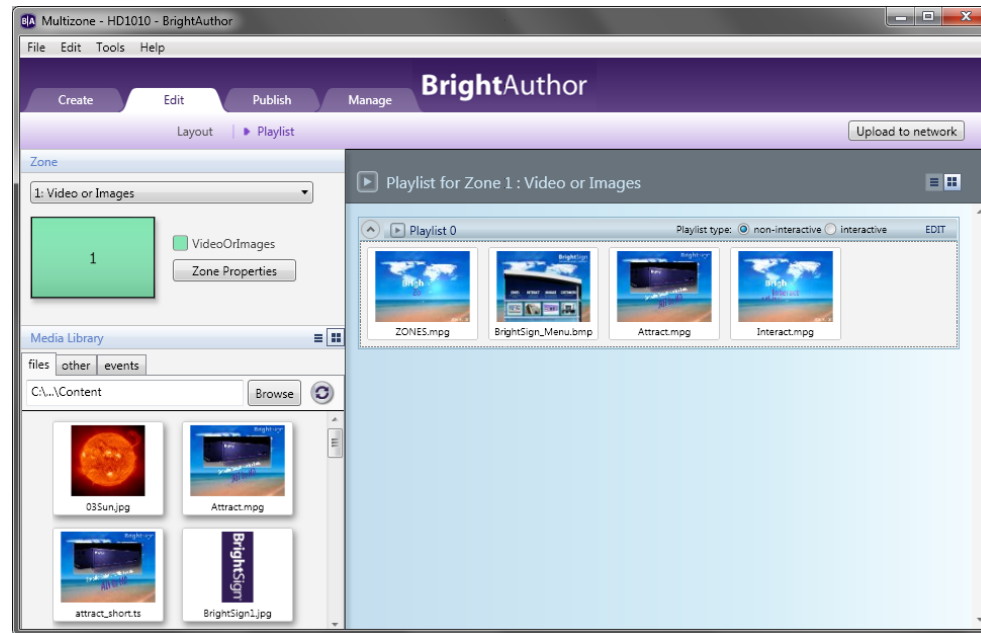 B|A Multizone - HD1010 - BrightAuthor
File Edit Tools Help
BrightAuthor
Create Edit Publish Manage
Layout Playlist Upload to network
Zone
1: Video or Images
1
VideoOrImages
Zone Properties
Media Library
files other events
C:\...\Content Browse
03Sun.jpg Attract.mpg
BrightSign
attract_short.ts BrightSign1.jpg
Playlist for Zone 1 : Video or Images
Playlist 0 Playlist type: non-interactive interactive EDIT
ZONES.mpg BrightSign_Menu.bmp Attract.mpg Interact.mpg